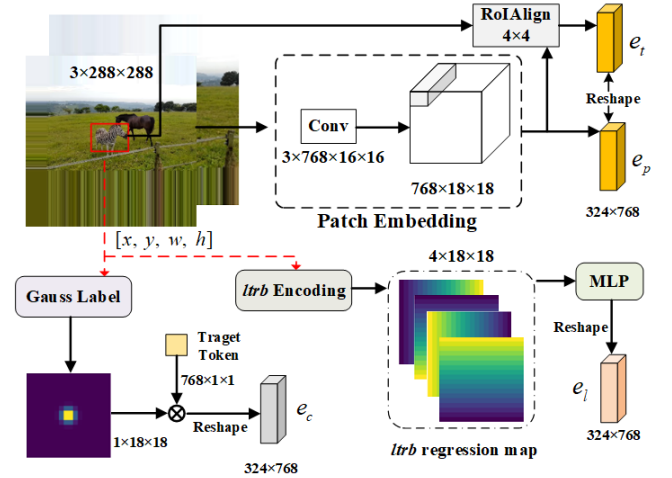 RoIAlign
4×4
e_t
3×288×288
Reshape
Conv
3×768×16×16
768×18×18
e_p
324×768
Patch Embedding
[x, y, w, h]
4×18×18
Gauss Label
ltrb Encoding
MLP
Traget
Token
Reshape
768×1×1
e_c
e_l
1×18×18
Reshape
324×768
ltrb regression map
324×768